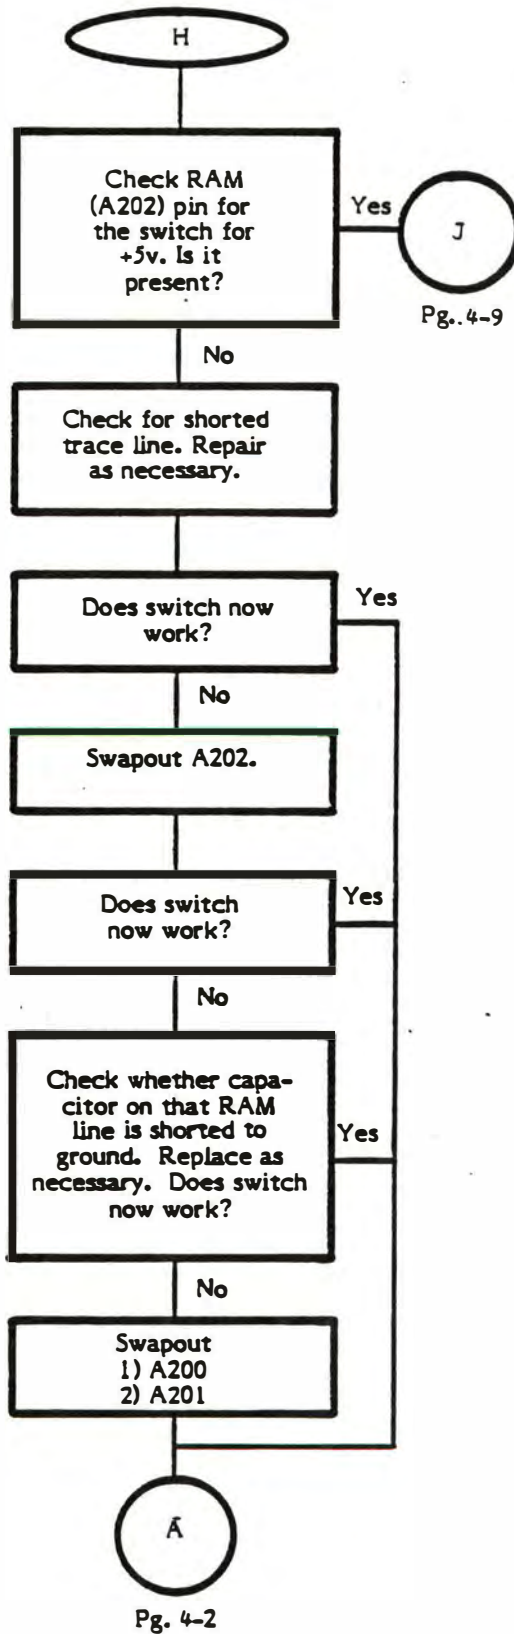 H
Check RAM
(A202) pin for
the switch for
+5v. Is it
present?
Yes
J
Pg..4-9
No
Check for shorted
trace line. Repair
as necessary.
Does switch now
work?
Yes
No
Swapout A202.
Does switch
now work?
Yes
No
Check whether capa-
citor on that RAM
line is shorted to
ground. Replace as
necessary. Does switch
now work?
Yes
No
Swapout
1) A200
2) A201
A
Pg. 4-2